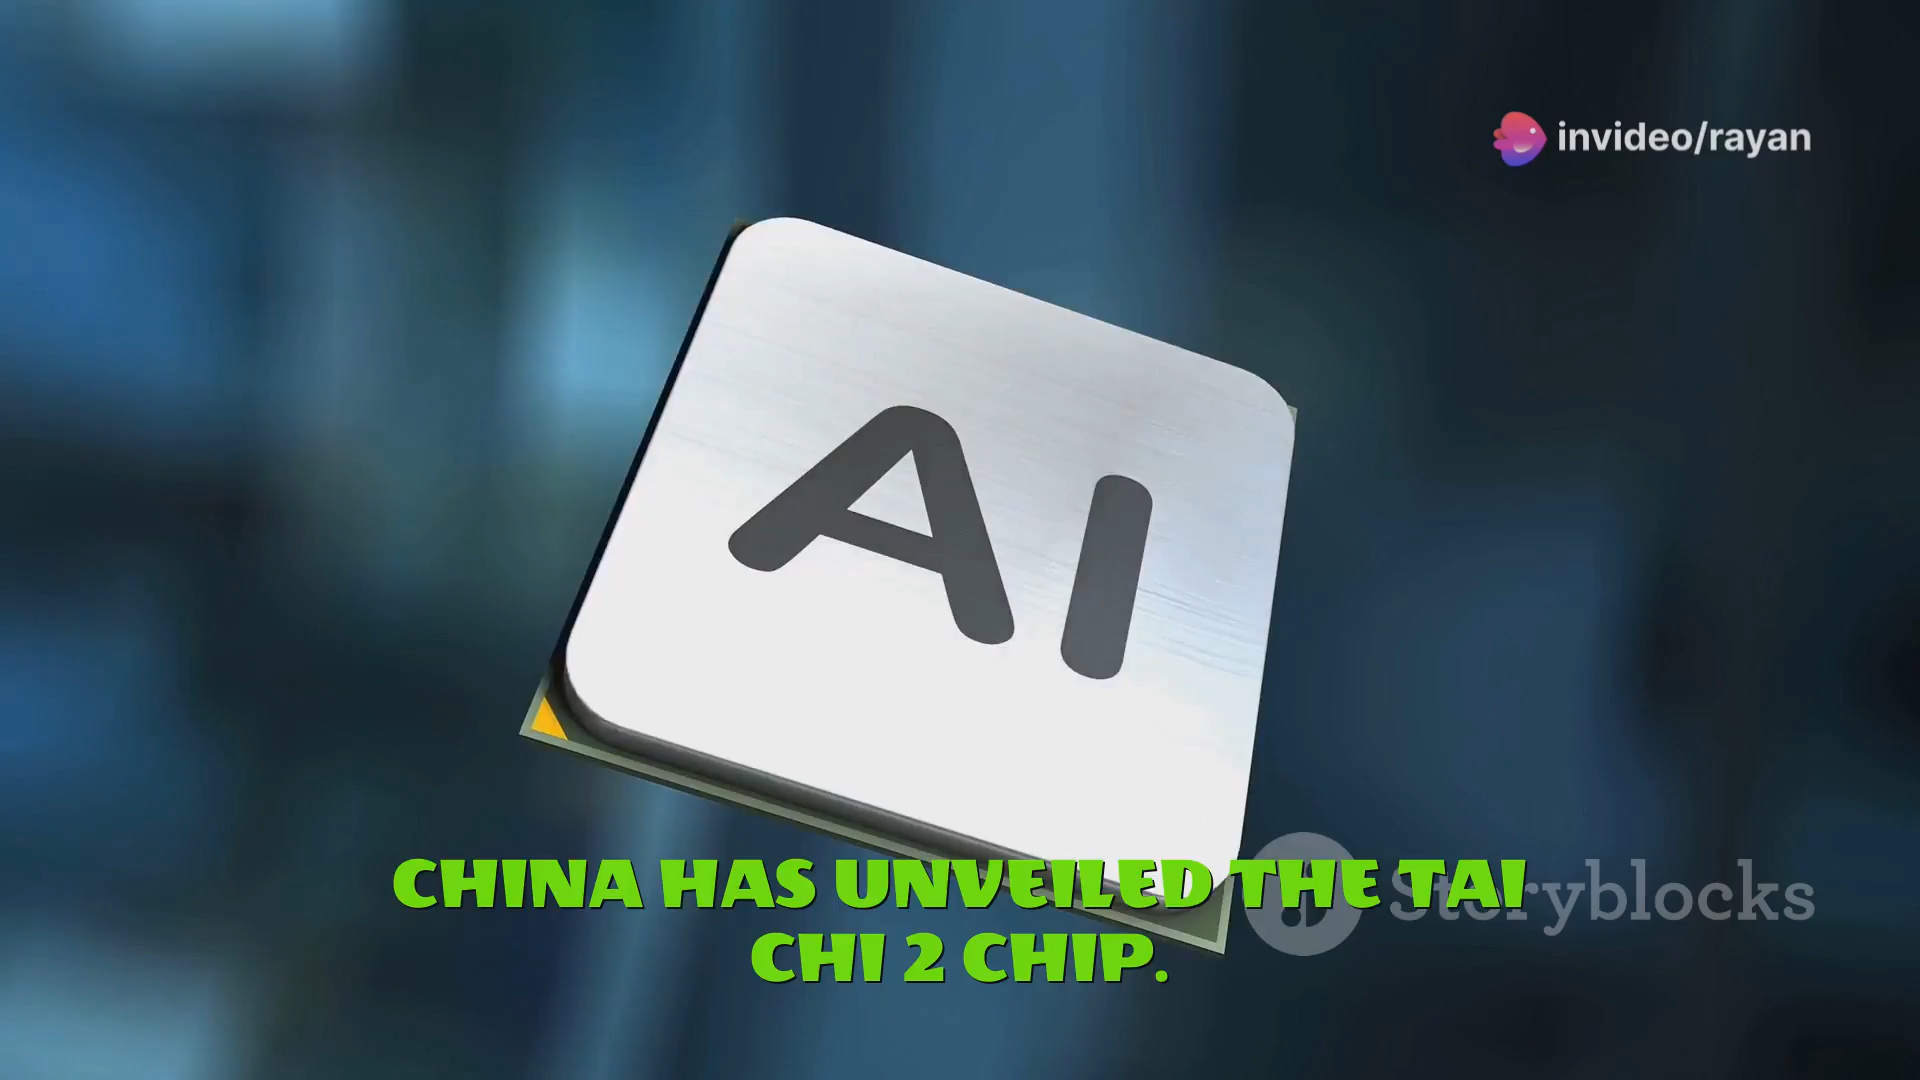 invideo/rayan
AI
CHINA HAS UNVEILED THE TAI
Storyblocks
CHI 2 CHIP.